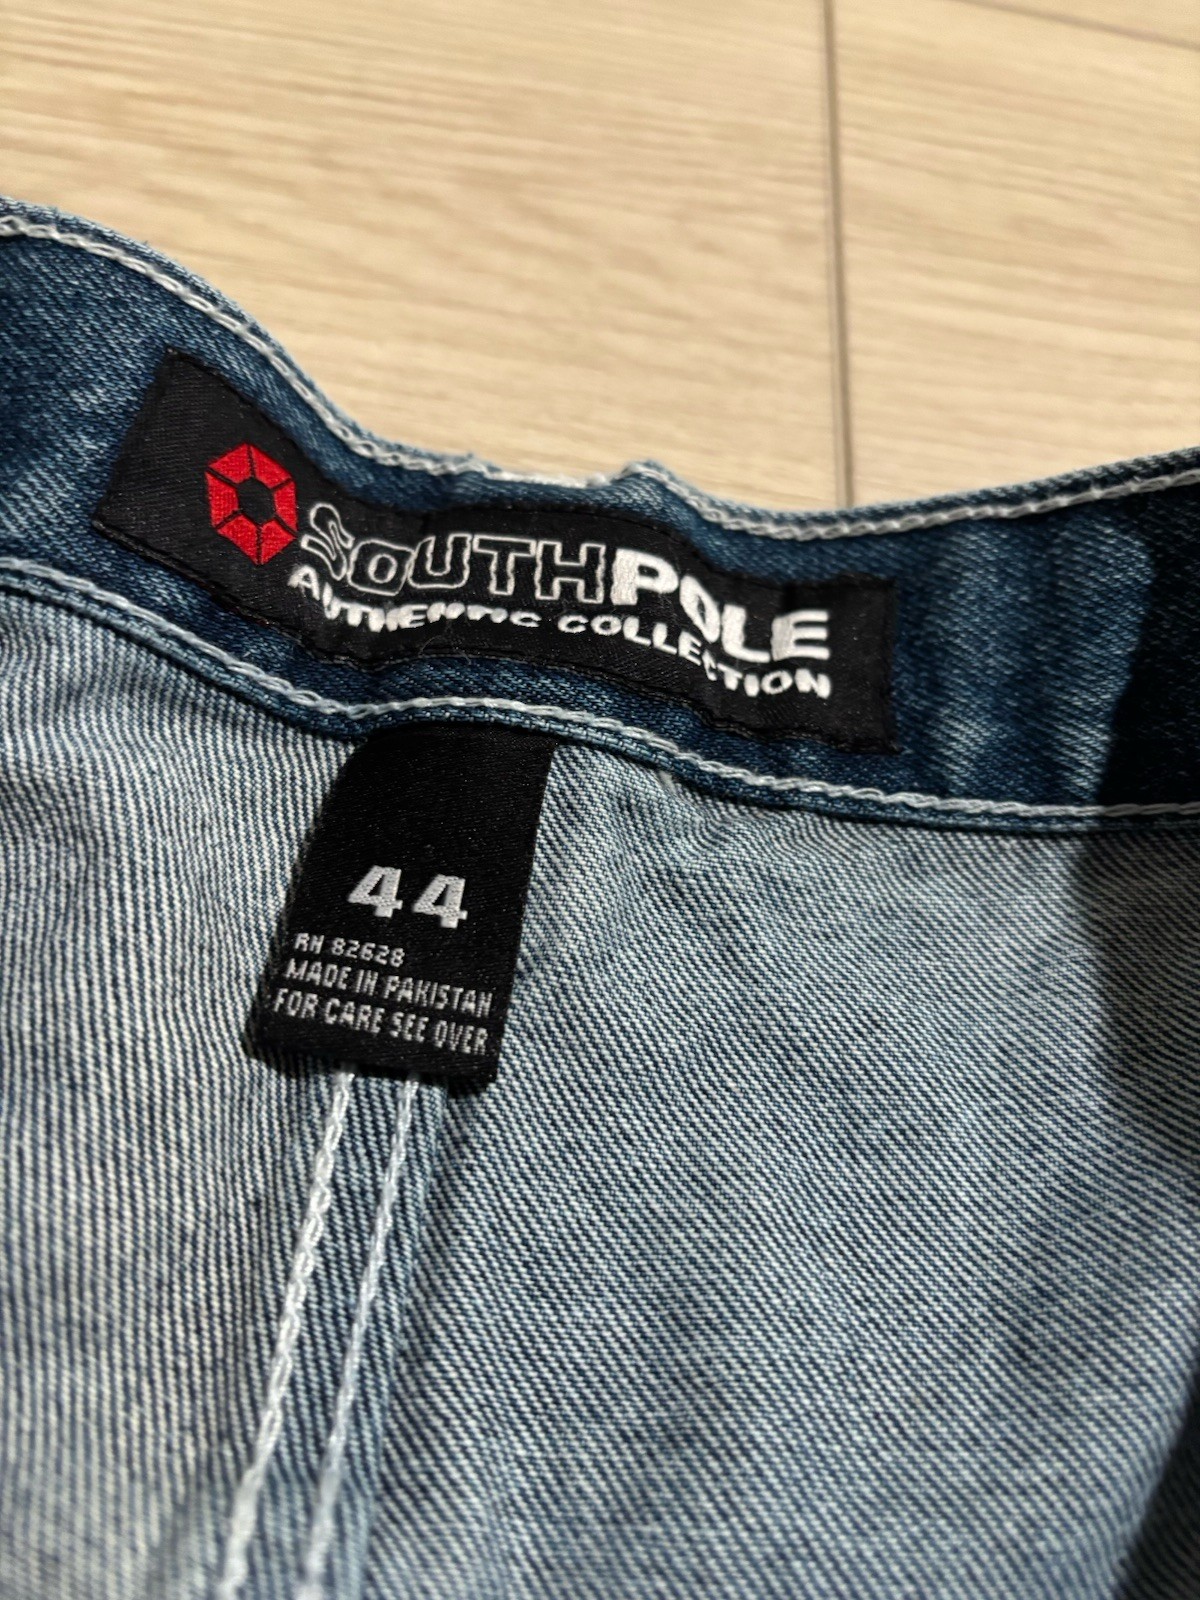 SOUTHPOLE
AUTHENTIC COLLECTION
44
RN 82628
MADE IN PAKISTAN
FOR CARE SEE OVER